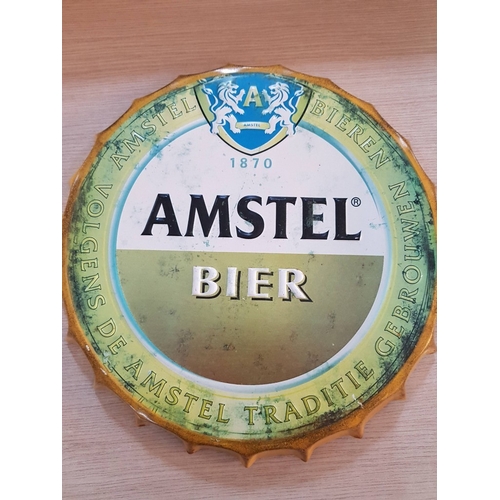 A
AMSTEL
1870
AMSTEL®
BIER
AMSTEL BIEREN VOLGENS DE AMSTEL TRADITIE GEBROUWEN